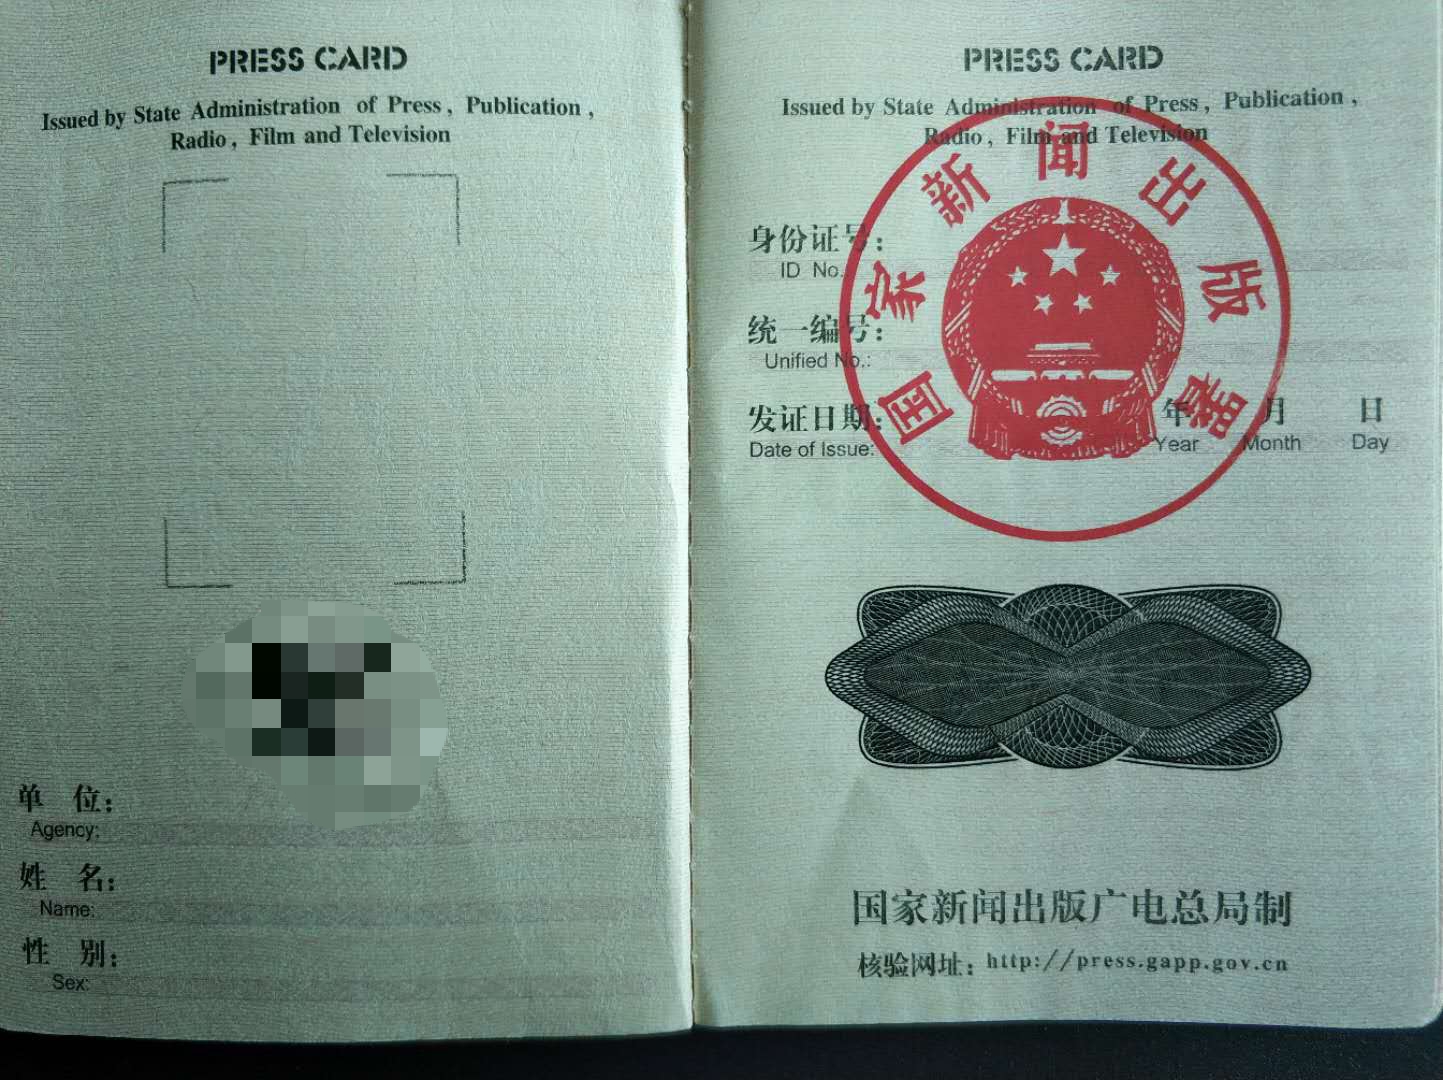 PRESS CARD
Issued by State Administration of Press, Publication,
Radio, Film and Television
单 位：
Agency:
姓 名：
Name:
性 别：
Sex:
PRESS CARD
Issued by State Administration of Press, Publication,
Radio, Film and Television
国家新闻出版署
身份证号：
ID No.:
统一编号：
Unified No.:
发证日期： 年 月 日
Date of Issue: Year Month Day
国家新闻出版广电总局制
核验网址：http://press.gapp.gov.cn